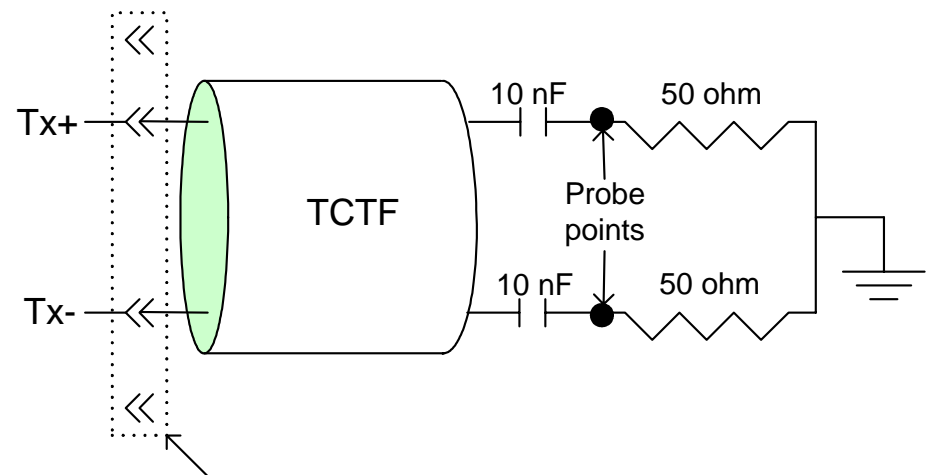 10 nF
50 ohm
Tx+
Probe
points
TCTF
10 nF
50 ohm
Tx-